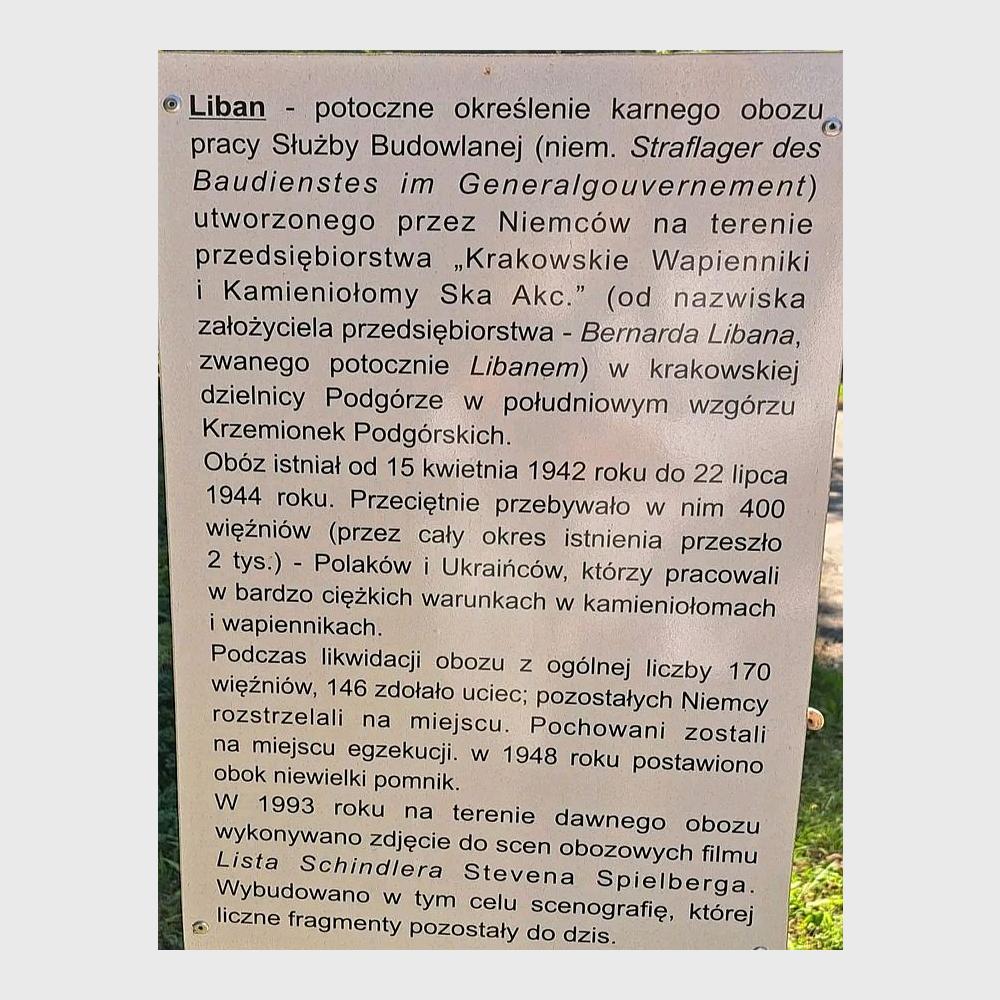 Liban - potoczne określenie karnego obozu
pracy Służby Budowlanej (niem. Straflager des
Baudienstes im Generalgouvernement)
utworzonego przez Niemców na terenie
przedsiębiorstwa „Krakowskie Wapienniki
i Kamieniołomy Ska Akc.” (od nazwiska
założyciela przedsiębiorstwa - Bernarda Libana,
zwanego potocznie Libanem) w krakowskiej
dzielnicy Podgórze w południowym wzgórzu
Krzemionek Podgórskich.
Obóz istniał od 15 kwietnia 1942 roku do 22 lipca
1944 roku. Przeciętnie przebywało w nim 400
więźniów (przez cały okres istnienia przeszło
2 tys.) - Polaków i Ukraińców, którzy pracowali
w bardzo ciężkich warunkach w kamieniołomach
i wapiennikach.
Podczas likwidacji obozu z ogólnej liczby 170
więźniów, 146 zdołało uciec; pozostałych Niemcy
rozstrzelali na miejscu. Pochowani zostali
na miejscu egzekucji. w 1948 roku postawiono
obok niewielki pomnik.
W 1993 roku na terenie dawnego obozu
wykonywano zdjęcie do scen obozowych filmu
Lista Schindlera Stevena Spielberga.
Wybudowano w tym celu scenografię, której
liczne fragmenty pozostały do dzis.